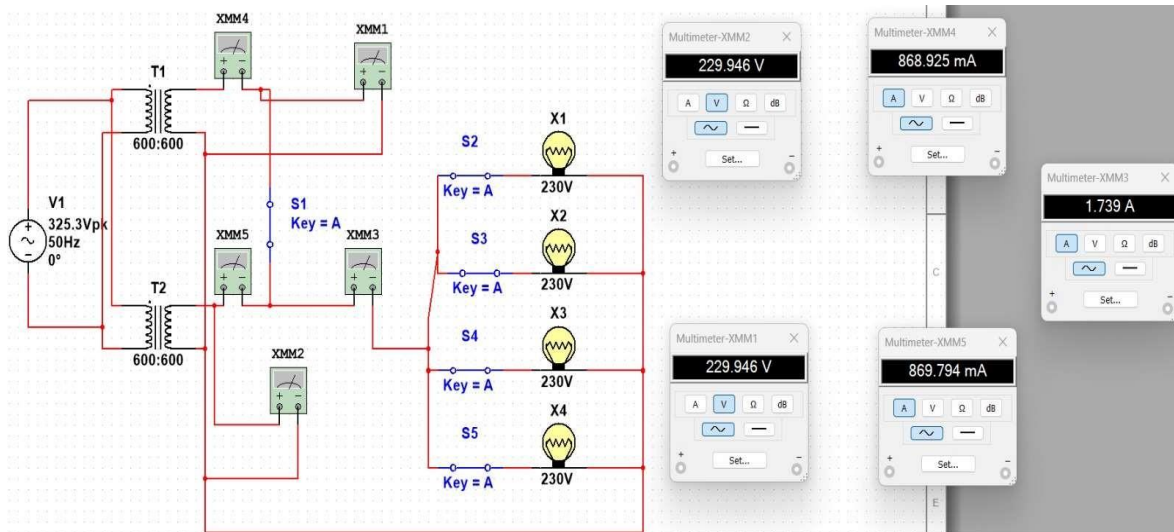 XMM4
XMM1
T1
600:600
V1
325.3Vpk
50Hz
0°
S1
Key = A
XMM5
XMM3
T2
600:600
XMM2
S2
Key = A
X1
230V
S3
Key = A
X2
230V
S4
Key = A
X3
230V
S5
Key = A
X4
230V
Multimeter-XMM2
229.946 V
A V Ω dB
Set...
+ −
Multimeter-XMM4
868.925 mA
A V Ω dB
Set...
+ −
Multimeter-XMM3
1.739 A
A V Ω dB
Set...
+ −
Multimeter-XMM1
229.946 V
A V Ω dB
Set...
+ −
Multimeter-XMM5
869.794 mA
A V Ω dB
Set...
+ −
C
E